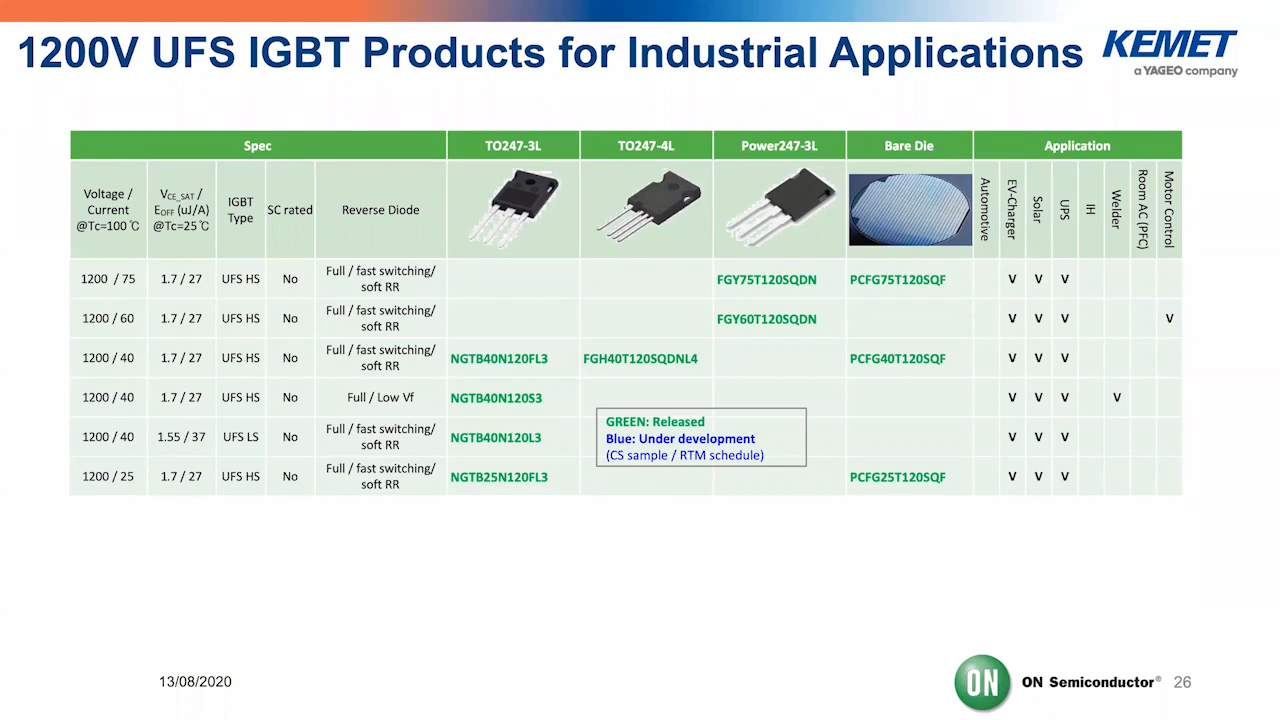 1200V UFS IGBT Products for Industrial Applications
KEMET
a YAGEO company
Spec TO247-3L TO247-4L Power247-3L Bare Die Application
Voltage / Current @Tc=100℃
VCE_SAT / EOFF (uJ/A) @Tc=25℃
IGBT Type
SC rated
Reverse Diode
Automotive
EV-Charger
Solar
UPS
IH
Welder
Room AC (PFC)
Motor Control
1200 / 75 1.7 / 27 UFS HS No Full / fast switching/ soft RR FGY75T120SQDN PCFG75T120SQF V V V
1200 / 60 1.7 / 27 UFS HS No Full / fast switching/ soft RR FGY60T120SQDN V V V V
1200 / 40 1.7 / 27 UFS HS No Full / fast switching/ soft RR NGTB40N120FL3 FGH40T120SQDNL4 PCFG40T120SQF V V V
1200 / 40 1.7 / 27 UFS HS No Full / Low Vf NGTB40N120S3 V V V V
1200 / 40 1.55 / 37 UFS LS No Full / fast switching/ soft RR NGTB40N120L3 V V V
1200 / 25 1.7 / 27 UFS HS No Full / fast switching/ soft RR NGTB25N120FL3 PCFG25T120SQF V V V
GREEN: Released
Blue: Under development
(CS sample / RTM schedule)
13/08/2020
ON
ON Semiconductor®
26